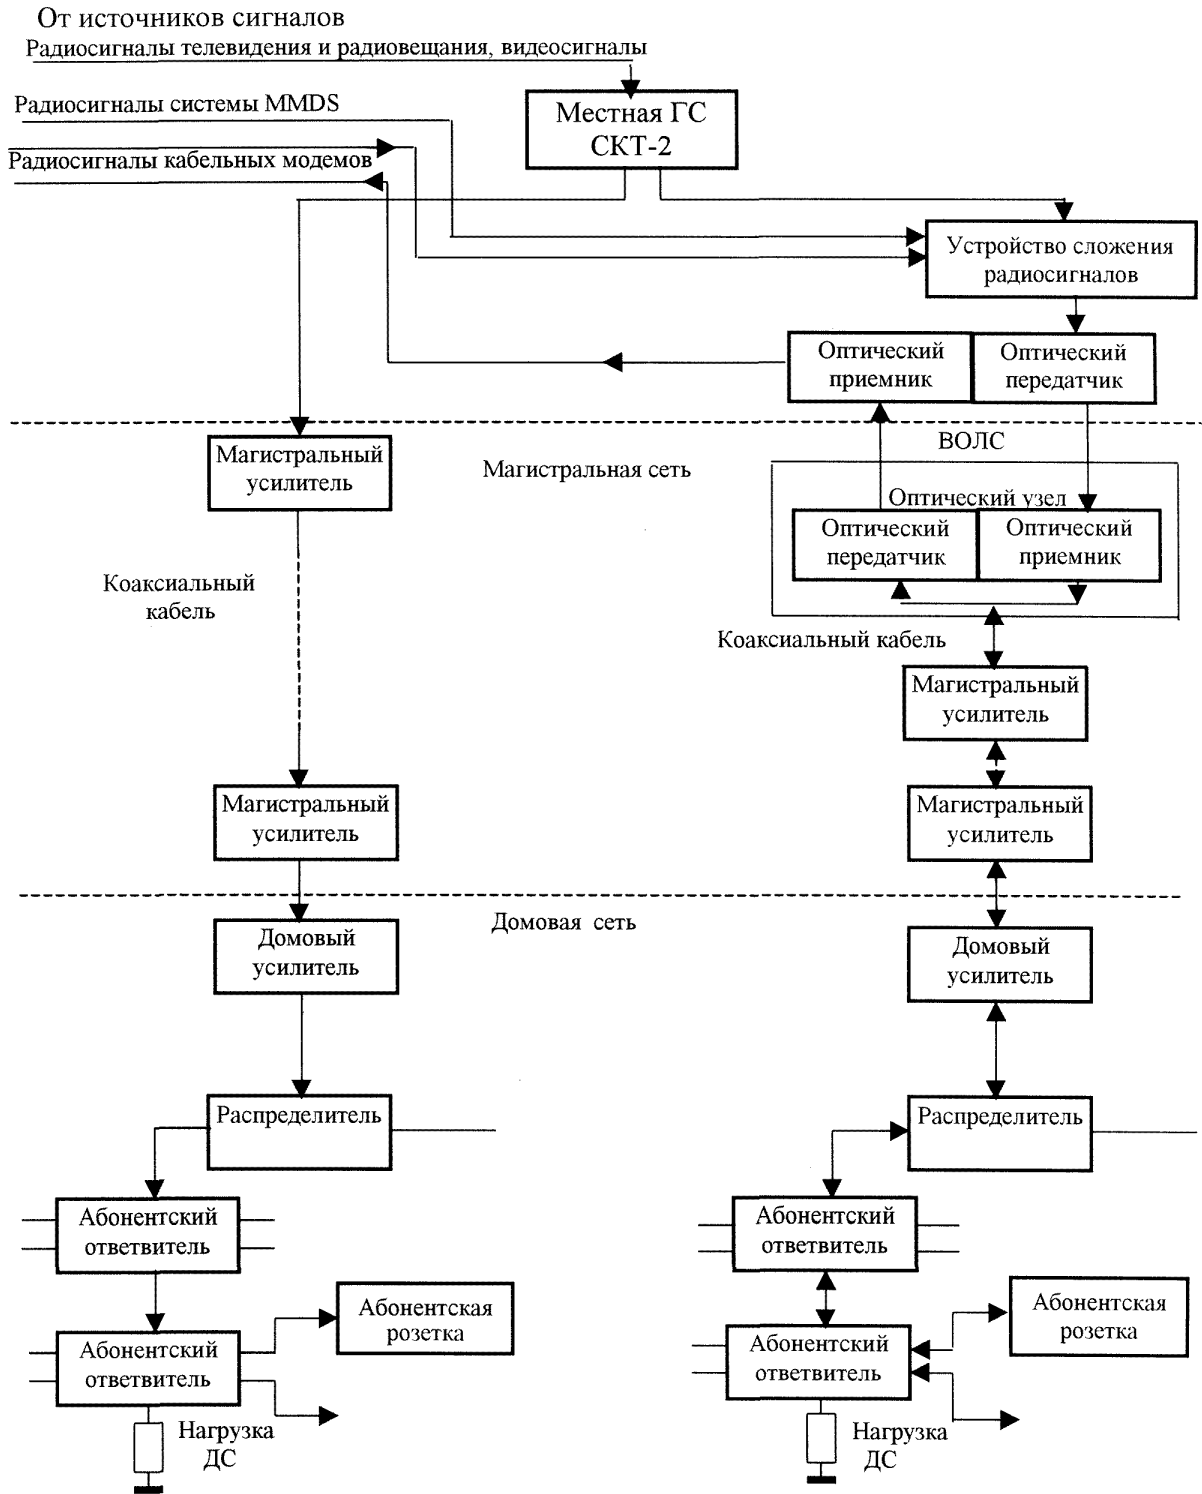 От источников сигналов
Радиосигналы телевидения и радиовещания, видеосигналы
Радиосигналы системы MMDS
Местная ГС
СКТ-2
Радиосигналы кабельных модемов
Устройство сложения
радиосигналов
Оптический
приемник
Оптический
передатчик
ВОЛС
Магистральный
усилитель
Магистральная сеть
Оптический узел
Оптический
передатчик
Оптический
приемник
Коаксиальный
кабель
Коаксиальный кабель
Магистральный
усилитель
Магистральный
усилитель
Магистральный
усилитель
Домовая сеть
Домовый
усилитель
Домовый
усилитель
Распределитель
Распределитель
Абонентский
ответвитель
Абонентский
ответвитель
Абонентская
розетка
Абонентская
розетка
Абонентский
ответвитель
Абонентский
ответвитель
Нагрузка
ДС
Нагрузка
ДС